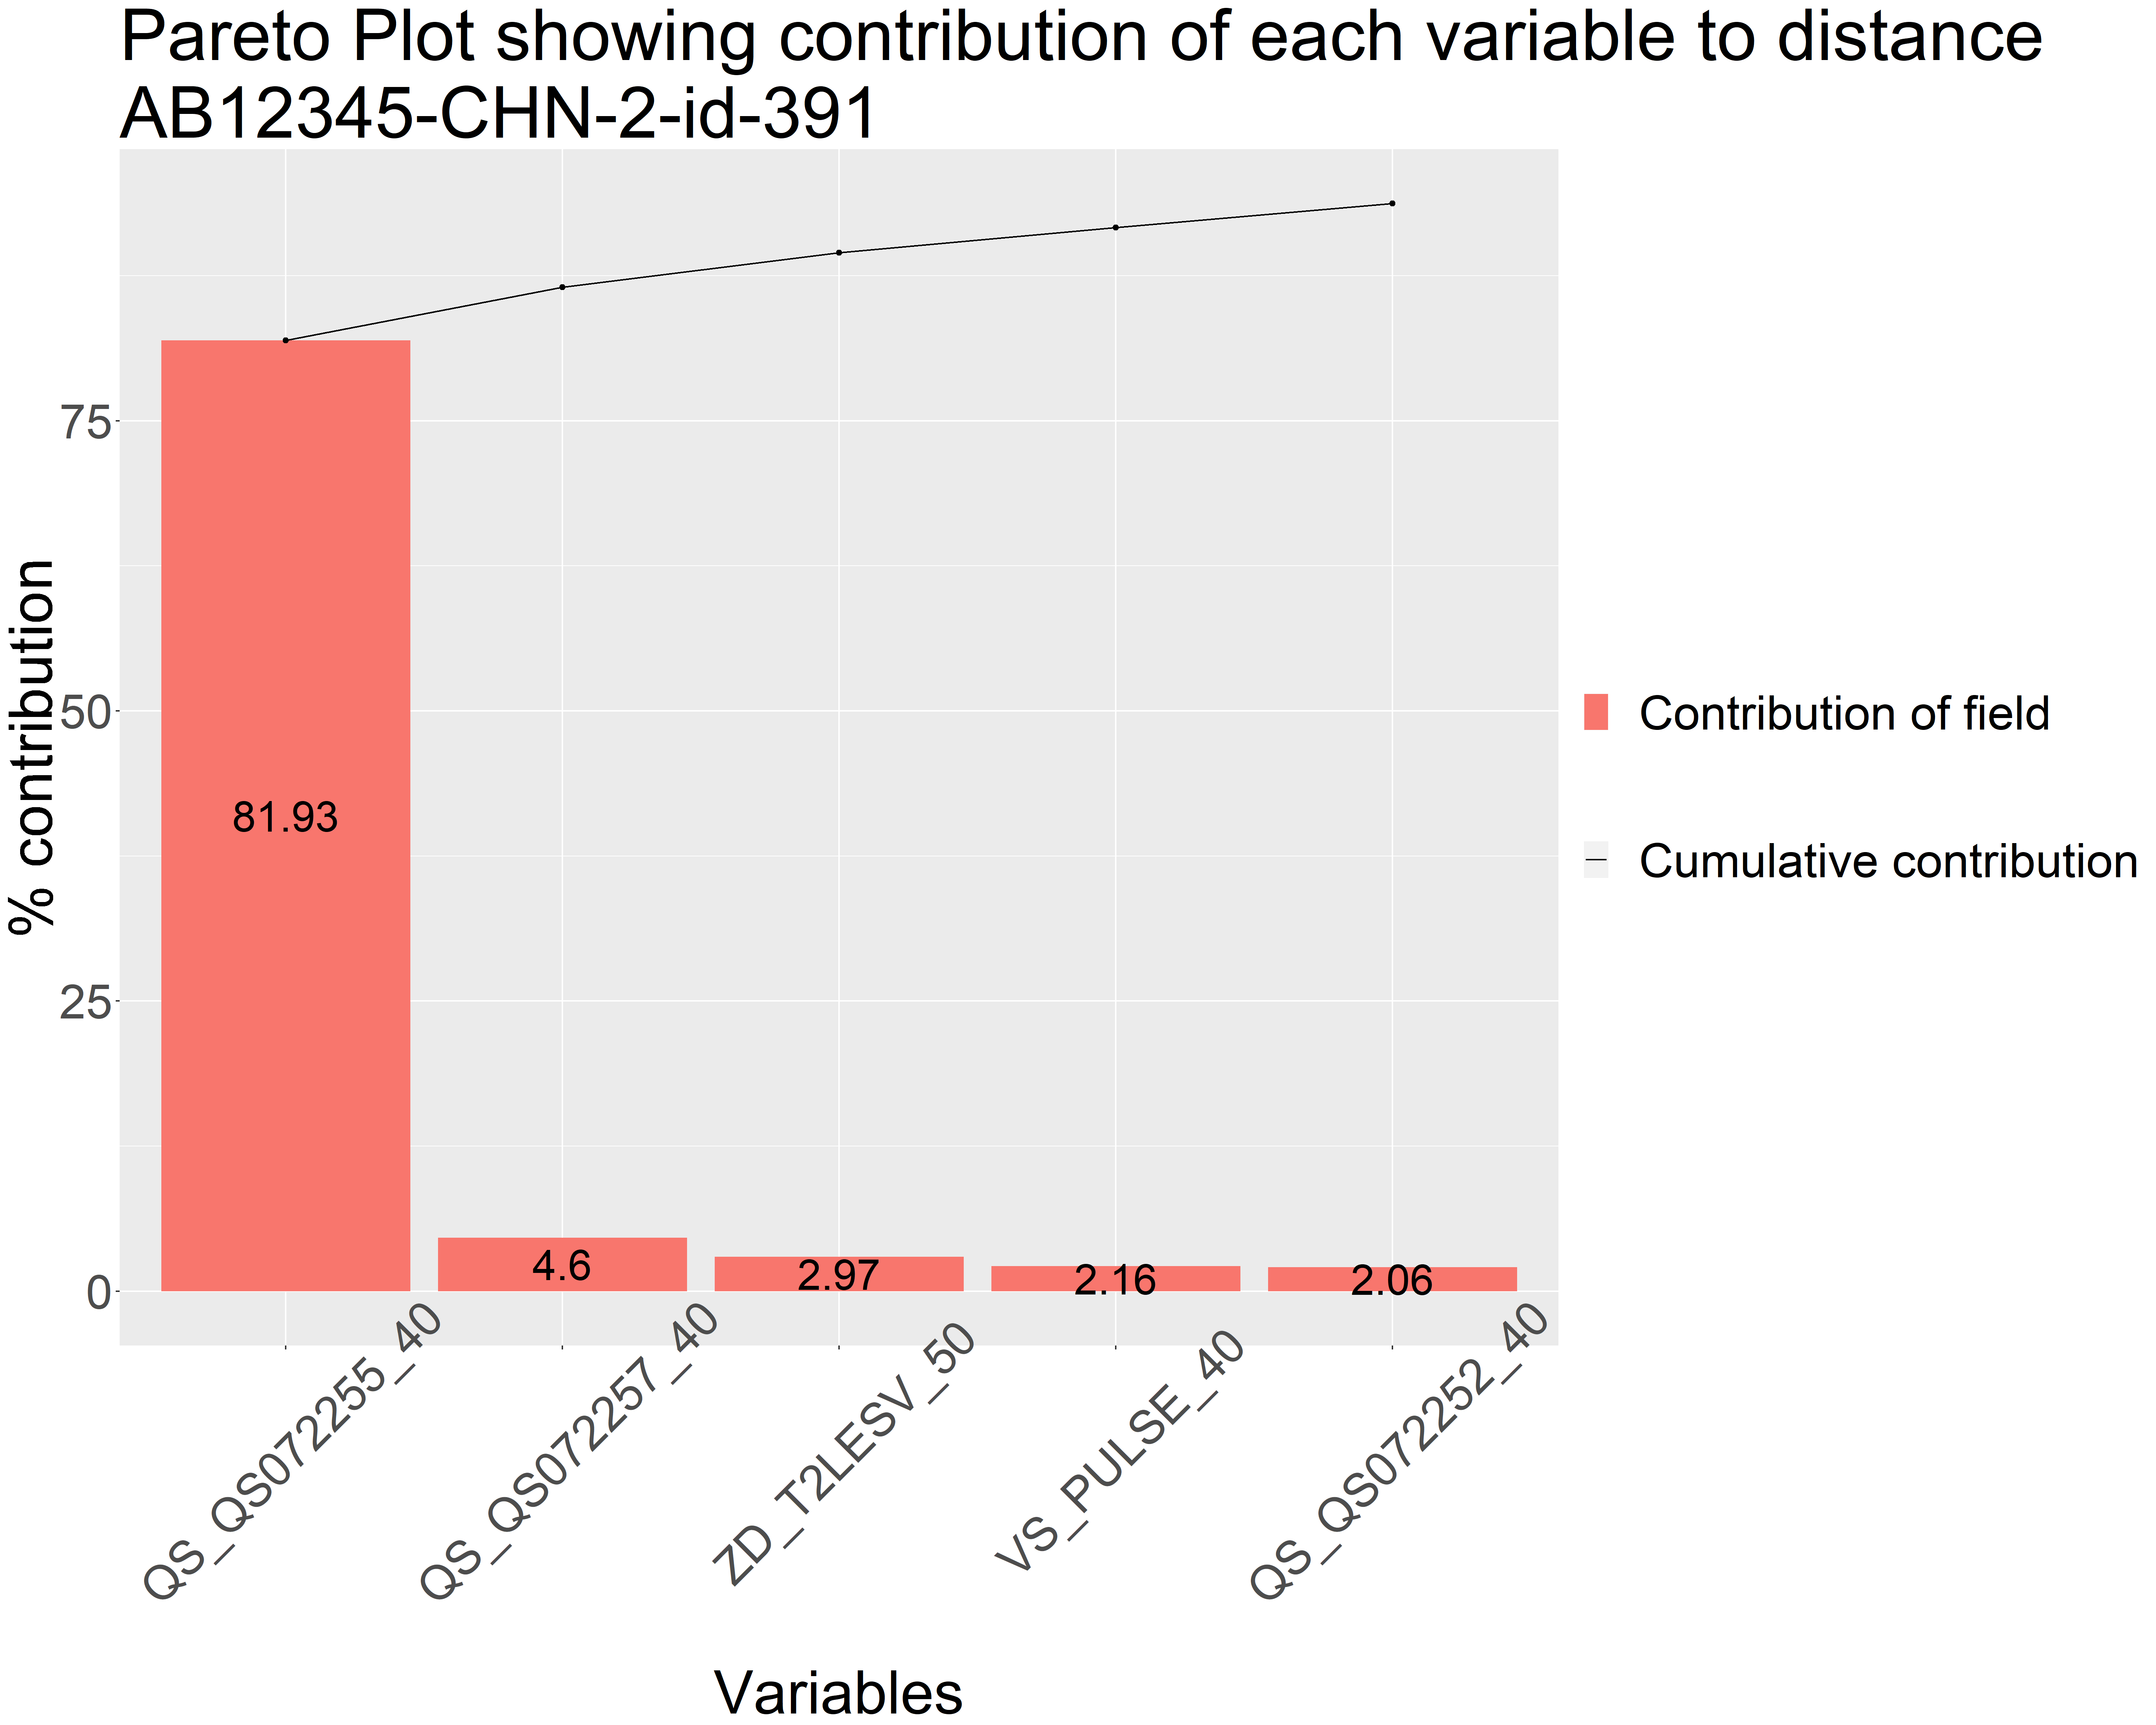 Pareto Plot showing contribution of each variable to distance
AB12345-CHN-2-id-391
% contribution
75
50
25
0
81.93
4.6
2.97
2.16
2.06
QS_QS072255_40
QS_QS072257_40
ZD_T2LESV_50
VS_PULSE_40
QS_QS072252_40
Variables
Contribution of field
Cumulative contribution